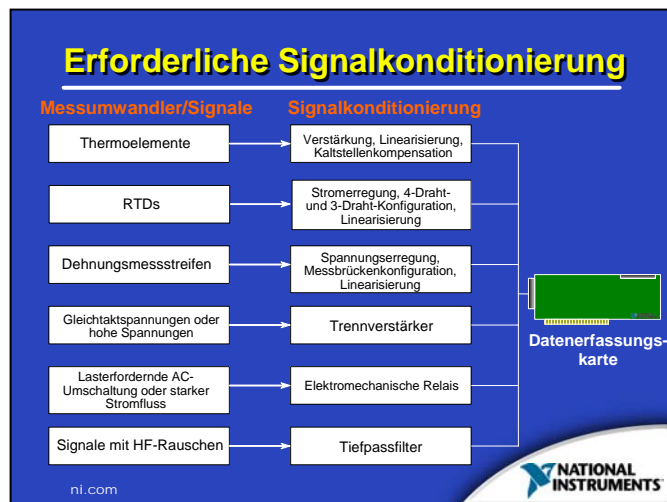 Erforderliche Signalkonditionierung
Messumwandler/Signale
Signalkonditionierung
Thermoelemente
Verstärkung, Linearisierung,
Kaltstellenkompensation
RTDs
Stromerregung, 4-Draht-
und 3-Draht-Konfiguration,
Linearisierung
Dehnungsmessstreifen
Spannungserregung,
Messbrückenkonfiguration,
Linearisierung
Gleichtaktspannungen oder
hohe Spannungen
Trennverstärker
Datenerfassungs-
karte
Lasterfordernde AC-
Umschaltung oder starker
Stromfluss
Elektromechanische Relais
Signale mit HF-Rauschen
Tiefpassfilter
ni.com
NATIONAL
INSTRUMENTS